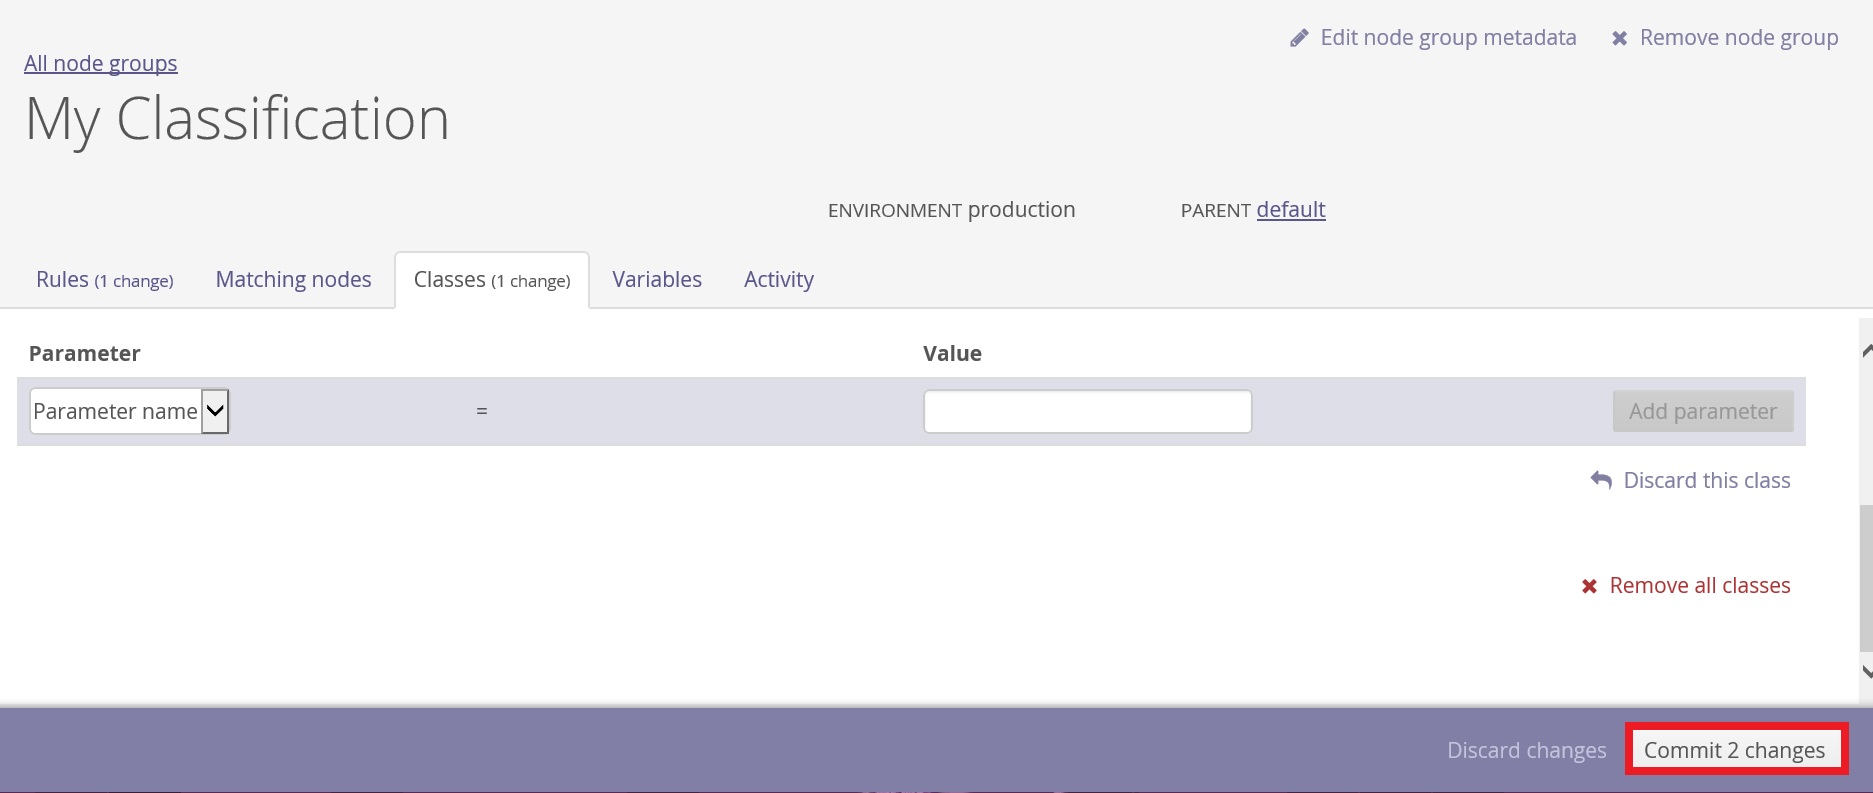 Edit node group metadata Remove node group
All node groups
My Classification
ENVIRONMENT production PARENT default
Rules (1 change) Matching nodes Classes (1 change) Variables Activity
Parameter Value
Parameter name = Add parameter
Discard this class
Remove all classes
Discard changes Commit 2 changes